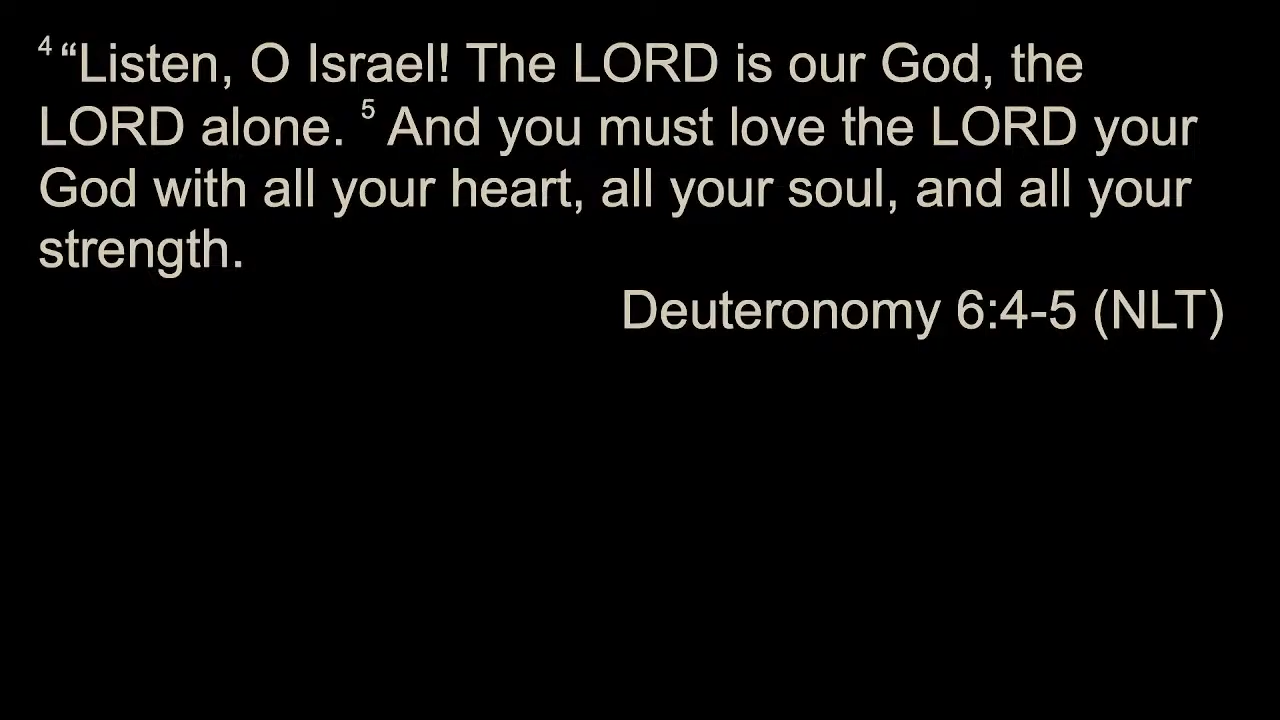 4 “Listen, O Israel! The LORD is our God, the
LORD alone. 5 And you must love the LORD your
God with all your heart, all your soul, and all your
strength.
Deuteronomy 6:4-5 (NLT)